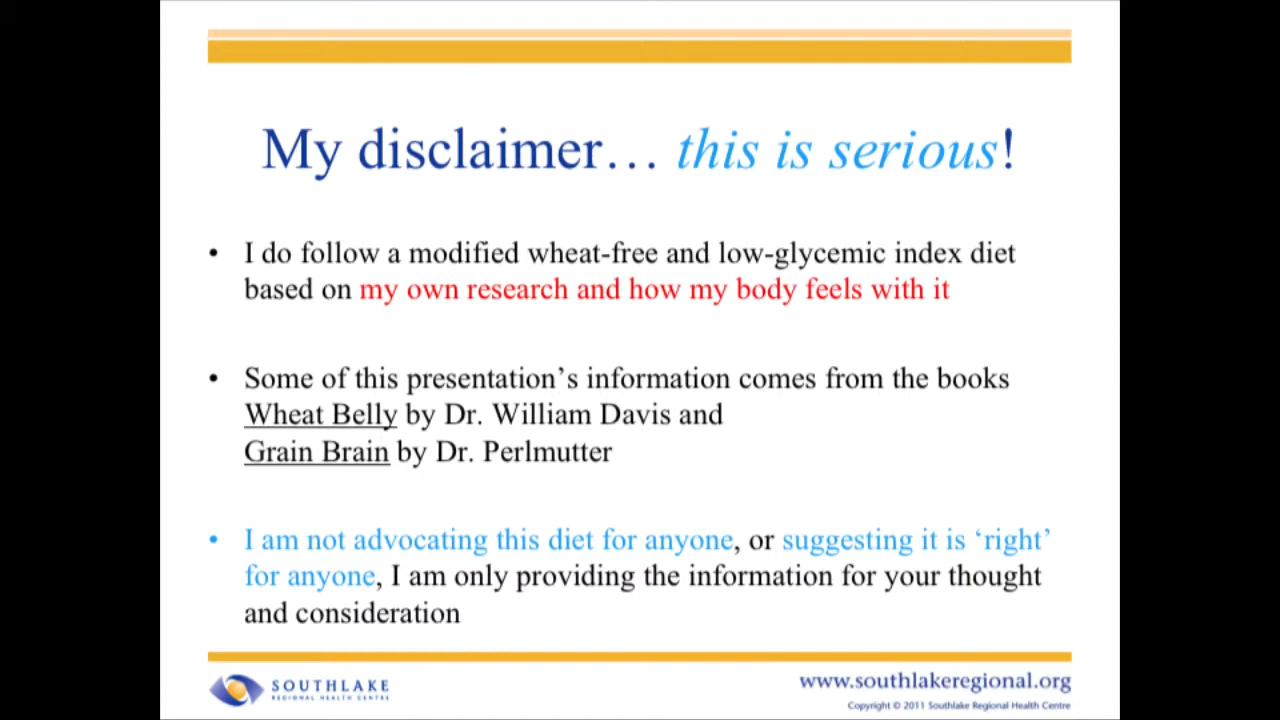 My disclaimer… this is serious!
• I do follow a modified wheat-free and low-glycemic index diet
based on my own research and how my body feels with it
• Some of this presentation’s information comes from the books
Wheat Belly by Dr. William Davis and
Grain Brain by Dr. Perlmutter
• I am not advocating this diet for anyone, or suggesting it is ‘right’
for anyone, I am only providing the information for your thought
and consideration
SOUTHLAKE
REGIONAL HEALTH CENTRE
www.southlakeregional.org
Copyright © 2011 Southlake Regional Health Centre